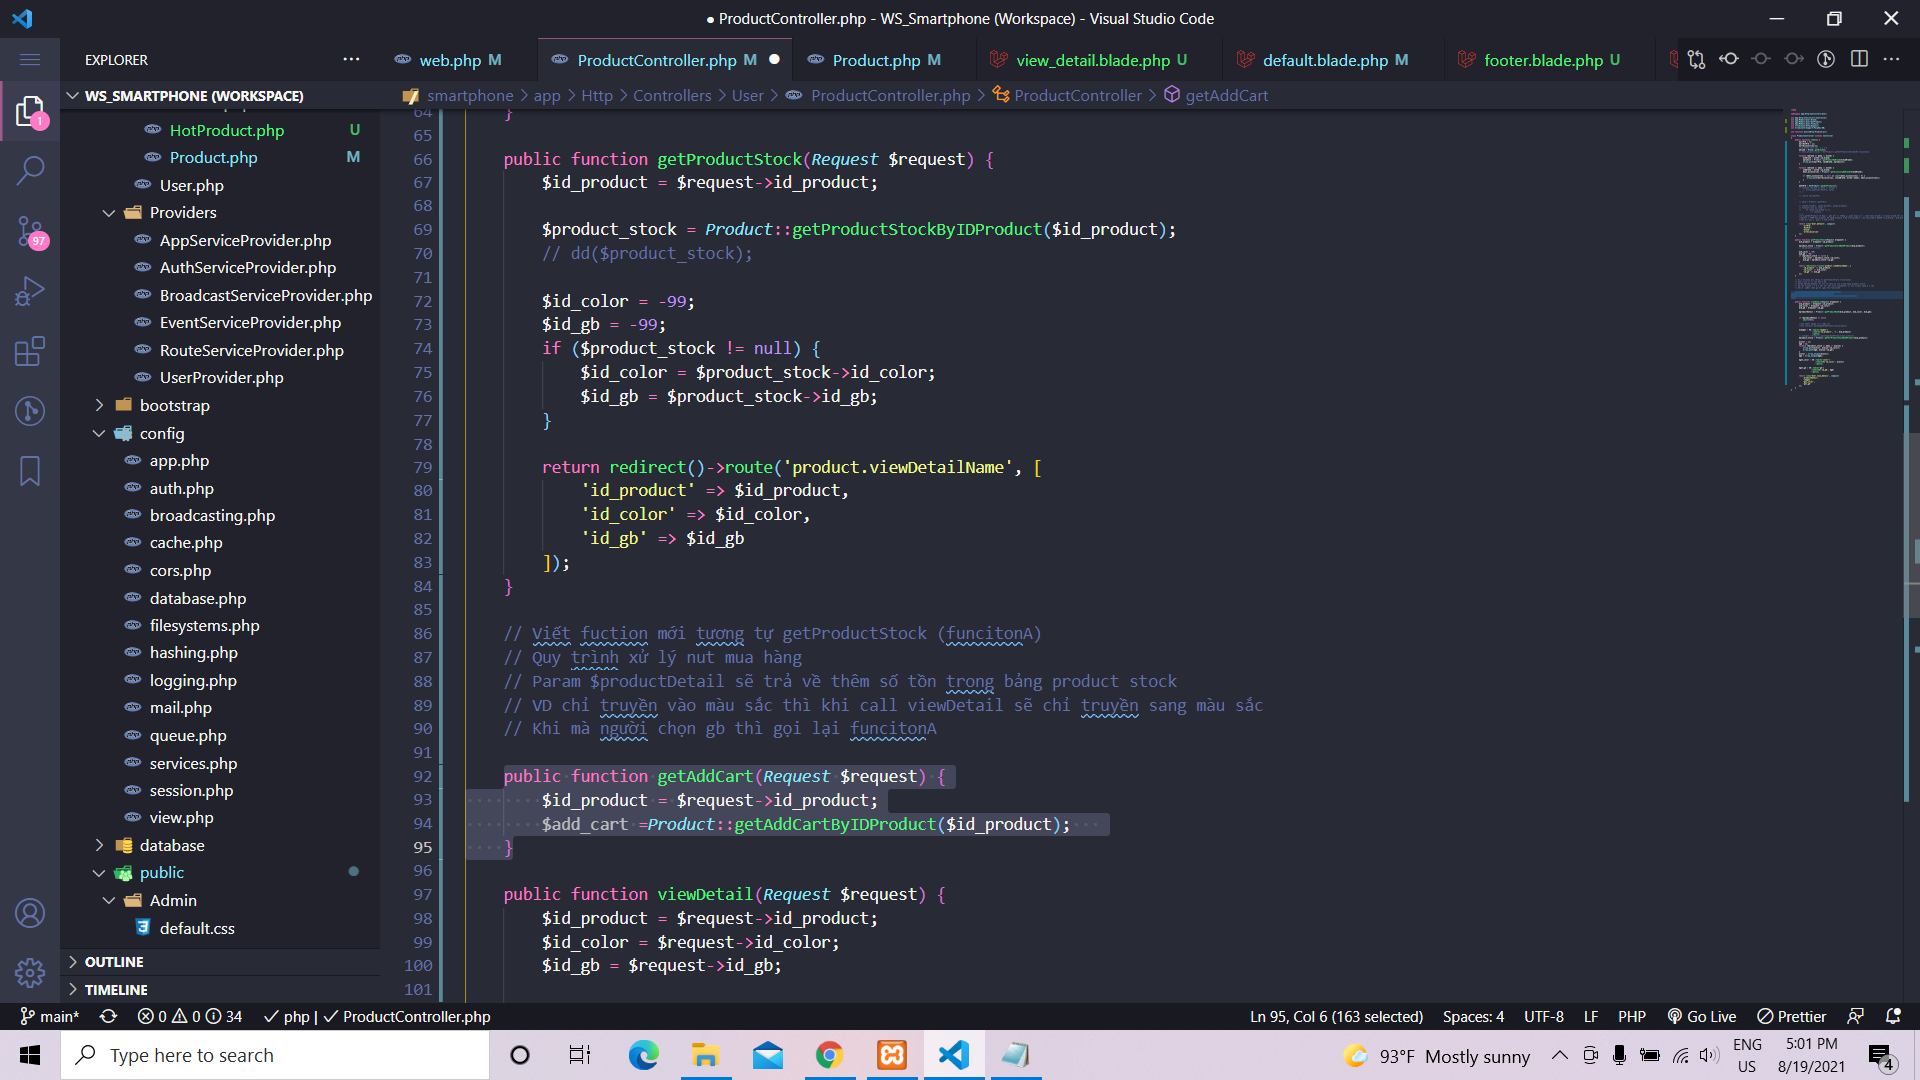 ● ProductController.php - WS_Smartphone (Workspace) - Visual Studio Code
EXPLORER
web.php M
ProductController.php M
Product.php M
view_detail.blade.php U
default.blade.php M
footer.blade.php U
WS_SMARTPHONE (WORKSPACE)
smartphone > app > Http > Controllers > User > ProductController.php > ProductController > getAddCart
1
HotProduct.php U
Product.php M
User.php
Providers
AppServiceProvider.php
97
AuthServiceProvider.php
BroadcastServiceProvider.php
EventServiceProvider.php
RouteServiceProvider.php
UserProvider.php
bootstrap
config
app.php
auth.php
broadcasting.php
cache.php
cors.php
database.php
filesystems.php
hashing.php
logging.php
mail.php
queue.php
services.php
session.php
view.php
database
public
Admin
default.css
OUTLINE
TIMELINE
64 }
65
66 public function getProductStock(Request $request) {
67 $id_product = $request->id_product;
68
69 $product_stock = Product::getProductStockByIDProduct($id_product);
70 // dd($product_stock);
71
72 $id_color = -99;
73 $id_gb = -99;
74 if ($product_stock != null) {
75 $id_color = $product_stock->id_color;
76 $id_gb = $product_stock->id_gb;
77 }
78
79 return redirect()->route('product.viewDetailName', [
80 'id_product' => $id_product,
81 'id_color' => $id_color,
82 'id_gb' => $id_gb
83 ]);
84 }
85
86 // Viết fuction mới tương tự getProductStock (funcitonA)
87 // Quy trình xử lý nut mua hàng
88 // Param $productDetail sẽ trả về thêm số tồn trong bảng product stock
89 // VD chỉ truyền vào màu sắc thì khi call viewDetail sẽ chỉ truyền sang màu sắc
90 // Khi mà người chọn gb thì gọi lại funcitonA
91
92 public function getAddCart(Request $request) {
93 $id_product = $request->id_product;
94 $add_cart =Product::getAddCartByIDProduct($id_product);
95 }
96
97 public function viewDetail(Request $request) {
98 $id_product = $request->id_product;
99 $id_color = $request->id_color;
100 $id_gb = $request->id_gb;
101
main* 0 0 34 php | ProductController.php Ln 95, Col 6 (163 selected) Spaces: 4 UTF-8 LF PHP Go Live Prettier
Type here to search
93°F Mostly sunny
ENG
US
5:01 PM
8/19/2021
4